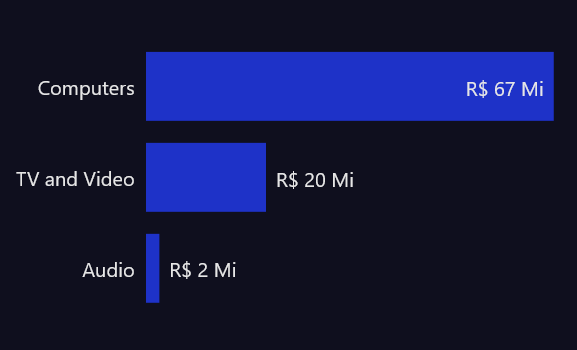 Computers R$ 67 Mi
TV and Video R$ 20 Mi
Audio R$ 2 Mi